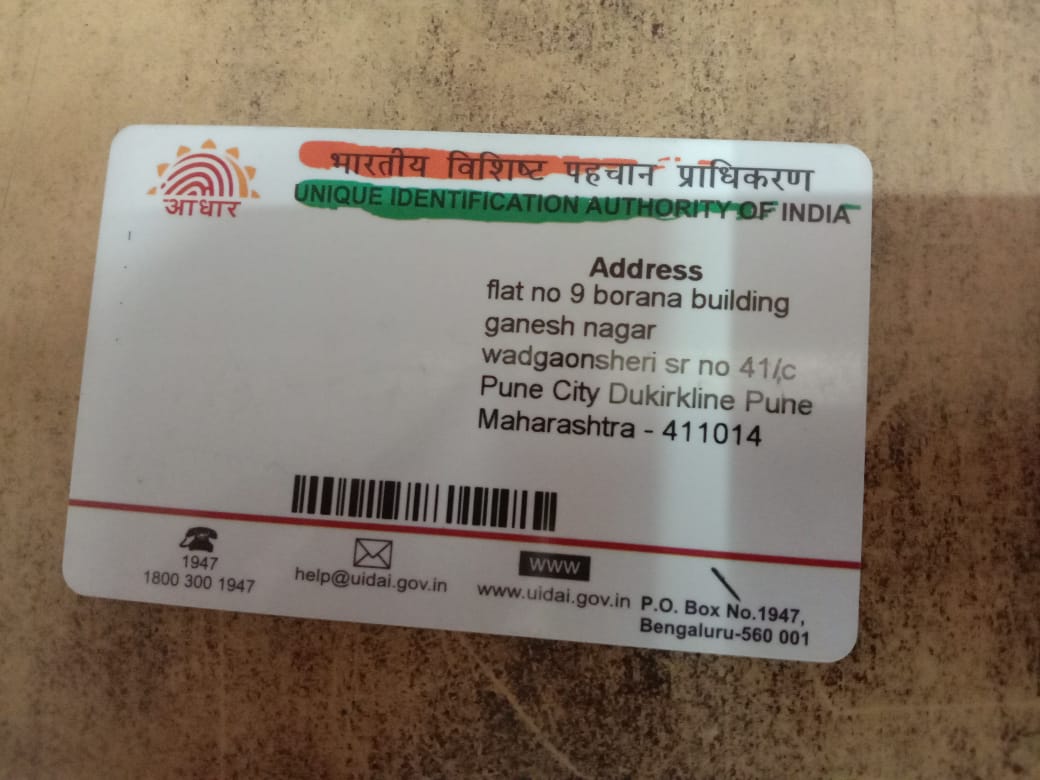 भारतीय विशिष्ट पहचान प्राधिकरण
UNIQUE IDENTIFICATION AUTHORITY OF INDIA
आधार
Address
flat no 9 borana building
ganesh nagar
wadgaonsheri sr no 41/c
Pune City Dukirkline Pune
Maharashtra - 411014
1947
1800 300 1947
help@uidai.gov.in
www
www.uidai.gov.in
P.O. Box No.1947,
Bengaluru-560 001